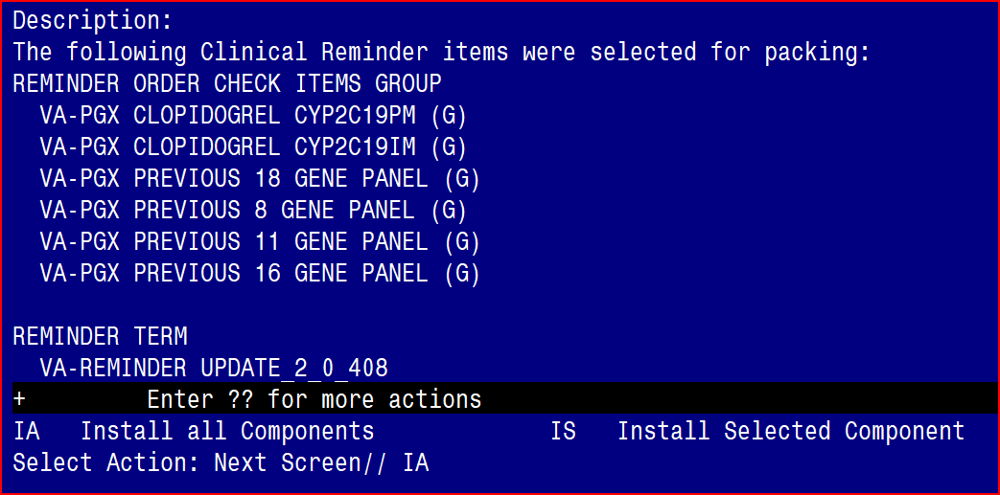 Description:
The following Clinical Reminder items were selected for packing:
REMINDER ORDER CHECK ITEMS GROUP
VA-PGX CLOPIDOGREL CYP2C19PM (G)
VA-PGX CLOPIDOGREL CYP2C19IM (G)
VA-PGX PREVIOUS 18 GENE PANEL (G)
VA-PGX PREVIOUS 8 GENE PANEL (G)
VA-PGX PREVIOUS 11 GENE PANEL (G)
VA-PGX PREVIOUS 16 GENE PANEL (G)
REMINDER TERM
VA-REMINDER UPDATE_2_0_408
+ Enter ?? for more actions
IA Install all Components IS Install Selected Component
Select Action: Next Screen// IA